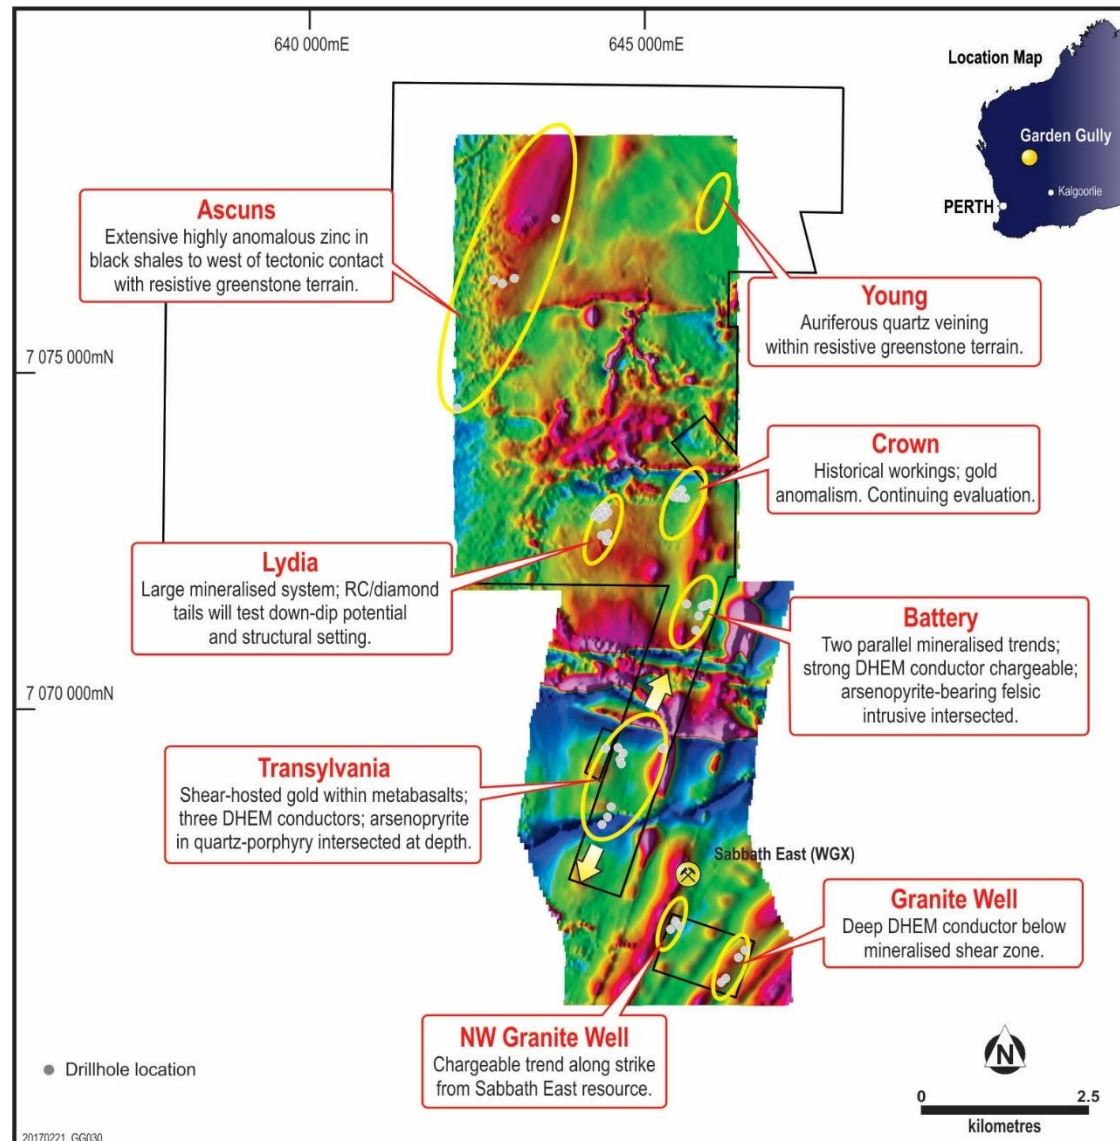 640 000mE
645 000mE
Location Map
Garden Gully
Kalgoorlie
PERTH
Ascuns
Extensive highly anomalous zinc in
black shales to west of tectonic contact
with resistive greenstone terrain.
Young
Auriferous quartz veining
within resistive greenstone terrain.
7 075 000mN
Crown
Historical workings; gold
anomalism. Continuing evaluation.
Lydia
Large mineralised system; RC/diamond
tails will test down-dip potential
and structural setting.
Battery
Two parallel mineralised trends;
strong DHEM conductor chargeable;
arsenopyrite-bearing felsic
intrusive intersected.
7 070 000mN
Transylvania
Shear-hosted gold within metabasalts;
three DHEM conductors; arsenopryrite
in quartz-porphyry intersected at depth.
Sabbath East (WGX)
Granite Well
Deep DHEM conductor below
mineralised shear zone.
NW Granite Well
Chargeable trend along strike
from Sabbath East resource.
Drillhole location
N
0 2.5
kilometres
20170221_GG030